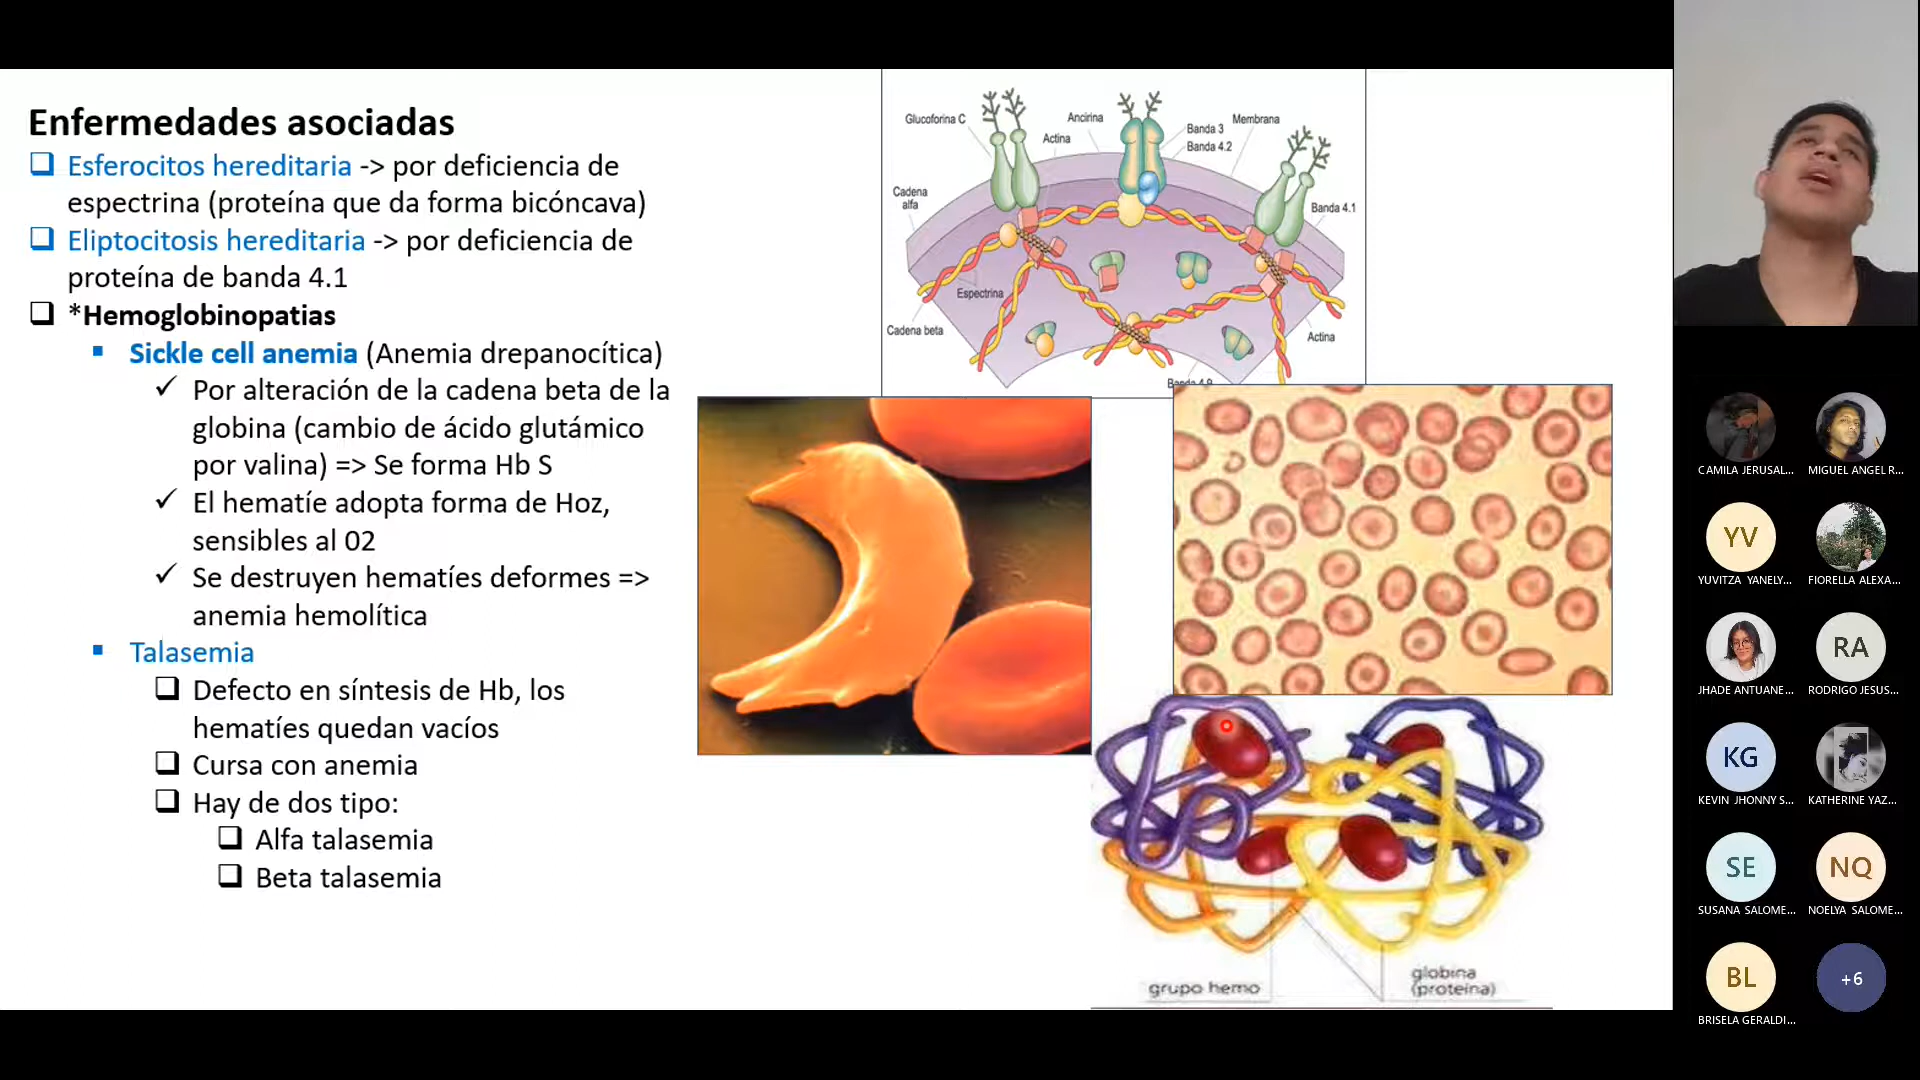 Enfermedades asociadas
Esferocitos hereditaria -> por deficiencia de
espectrina (proteína que da forma bicóncava)
Eliptocitosis hereditaria -> por deficiencia de
proteína de banda 4.1
*Hemoglobinopatias
Sickle cell anemia (Anemia drepanocítica)
Por alteración de la cadena beta de la
globina (cambio de ácido glutámico
por valina) => Se forma Hb S
El hematíe adopta forma de Hoz,
sensibles al 02
Se destruyen hematíes deformes =>
anemia hemolítica
Talasemia
Defecto en síntesis de Hb, los
hematíes quedan vacíos
Cursa con anemia
Hay de dos tipo:
Alfa talasemia
Beta talasemia
Glucoforina C
Ancirina
Actina
Banda 3
Membrana
Banda 4.2
Cadena
alfa
Banda 4.1
Espectrina
Cadena beta
Actina
grupo hemo
globina
(proteína)
CAMILA JERUSAL...
MIGUEL ANGEL R...
YV
YUVITZA YANELY...
FIORELLA ALEXA...
JHADE ANTUANE...
RA
RODRIGO JESUS...
KG
KEVIN JHONNY S...
KATHERINE YAZ...
SE
SUSANA SALOME...
NQ
NOELYA SALOME...
BL
BRISELA GERALDI...
+6